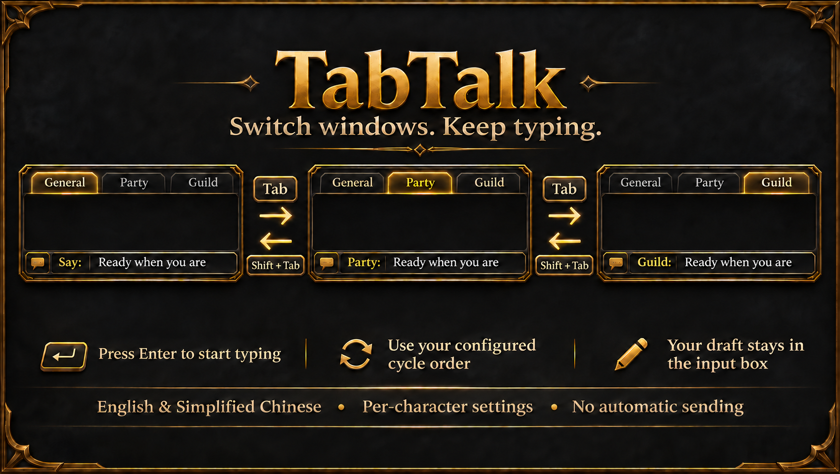 TabTalk
Switch windows. Keep typing.
General Party Guild
Say: Ready when you are
Tab
Shift + Tab
General Party Guild
Party: Ready when you are
Tab
Shift + Tab
General Party Guild
Guild: Ready when you are
Press Enter to start typing
Use your configured
cycle order
Your draft stays in
the input box
English & Simplified Chinese • Per-character settings • No automatic sending